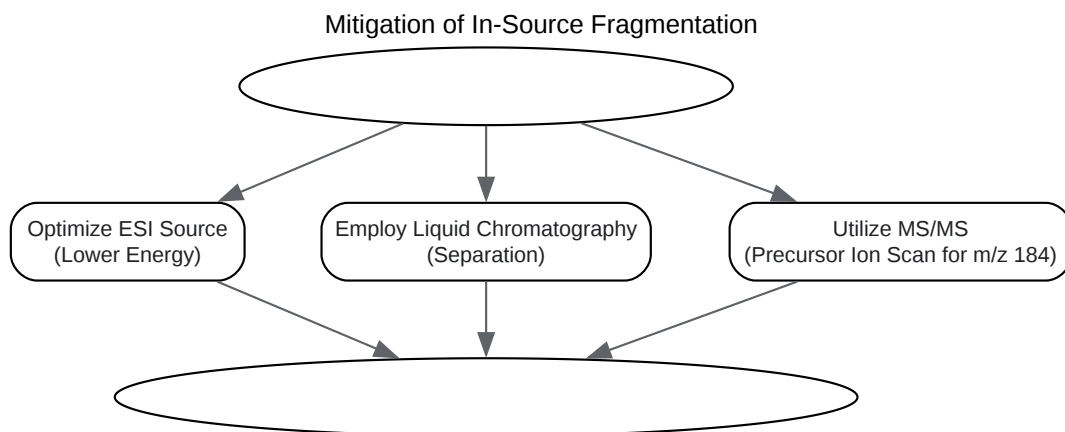 Mitigation of In-Source Fragmentation
Optimize ESI Source
(Lower Energy)
Employ Liquid Chromatography
(Separation)
Utilize MS/MS
(Precursor Ion Scan for m/z 184)